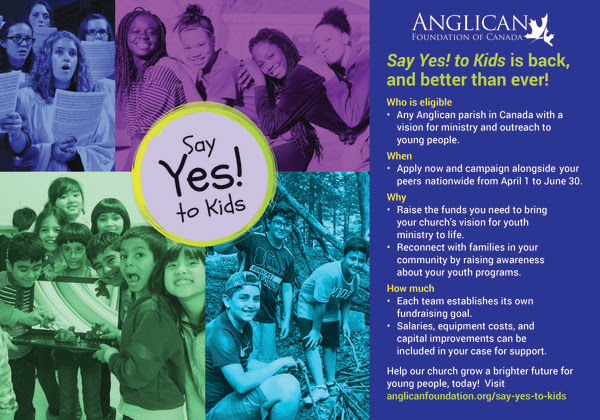 Say
Yes!
to Kids
ANGLICAN
FOUNDATION OF CANADA
Say Yes! to Kids is back,
and better than ever!
Who is eligible
• Any Anglican parish in Canada with a
vision for ministry and outreach to
young people.
When
• Apply now and campaign alongside your
peers nationwide from April 1 to June 30.
Why
• Raise the funds you need to bring
your church's vision for youth
ministry to life.
• Reconnect with families in your
community by raising awareness
about your youth programs.
How much
• Each team establishes its own
fundraising goal.
• Salaries, equipment costs, and
capital improvements can be
included in your case for support.
Help our church grow a brighter future for
young people, today! Visit
anglicanfoundation.org/say-yes-to-kids